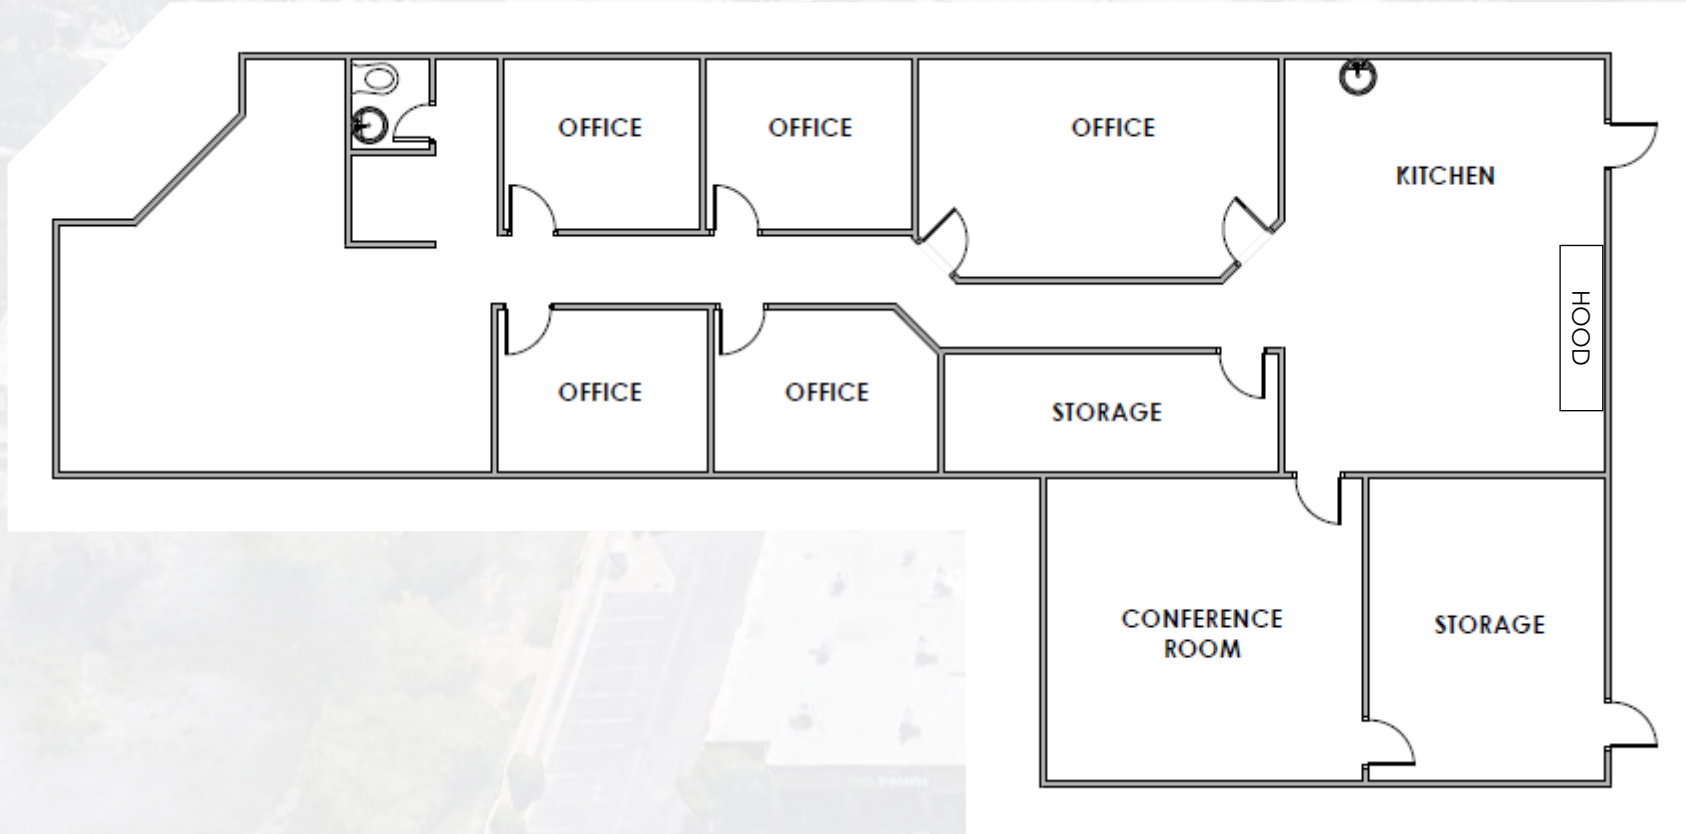 OFFICE
OFFICE
OFFICE
KITCHEN
HOOD
OFFICE
OFFICE
STORAGE
CONFERENCE
ROOM
STORAGE